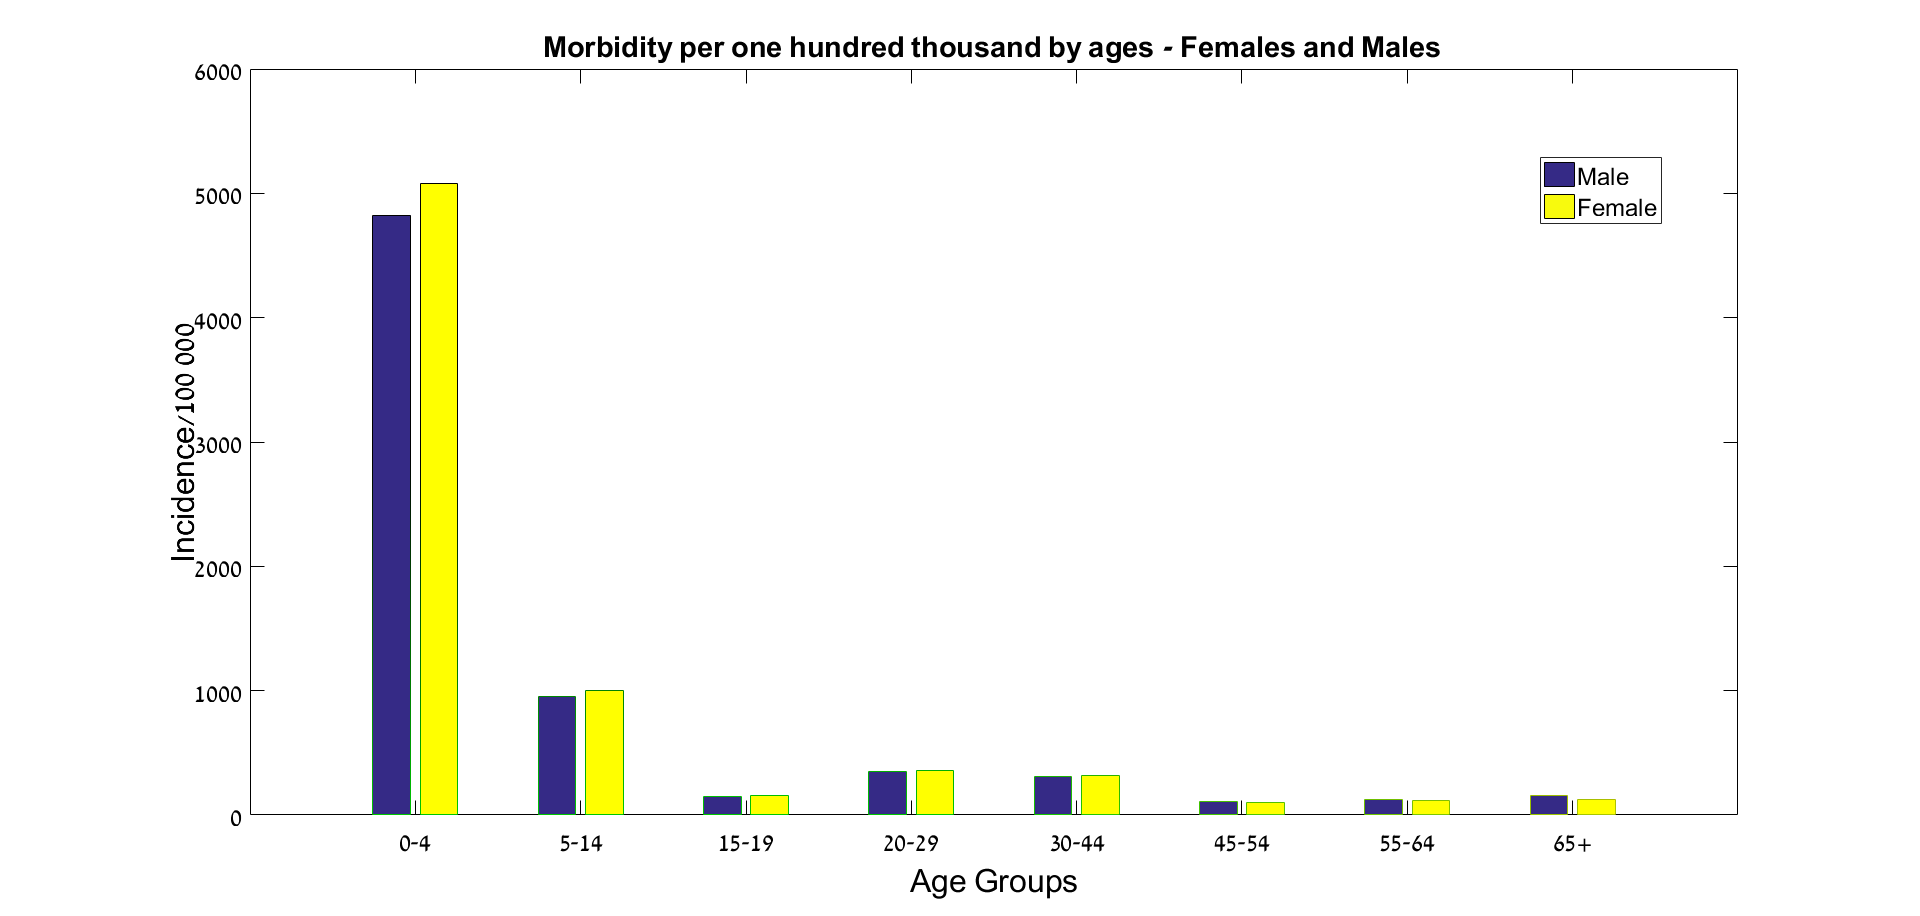 Morbidity per one hundred thousand by ages - Females and Males
6000
5000
4000
3000
2000
1000
0
Incidence/100 000
Male
Female
0-4 5-14 15-19 20-29 30-44 45-54 55-64 65+
Age Groups